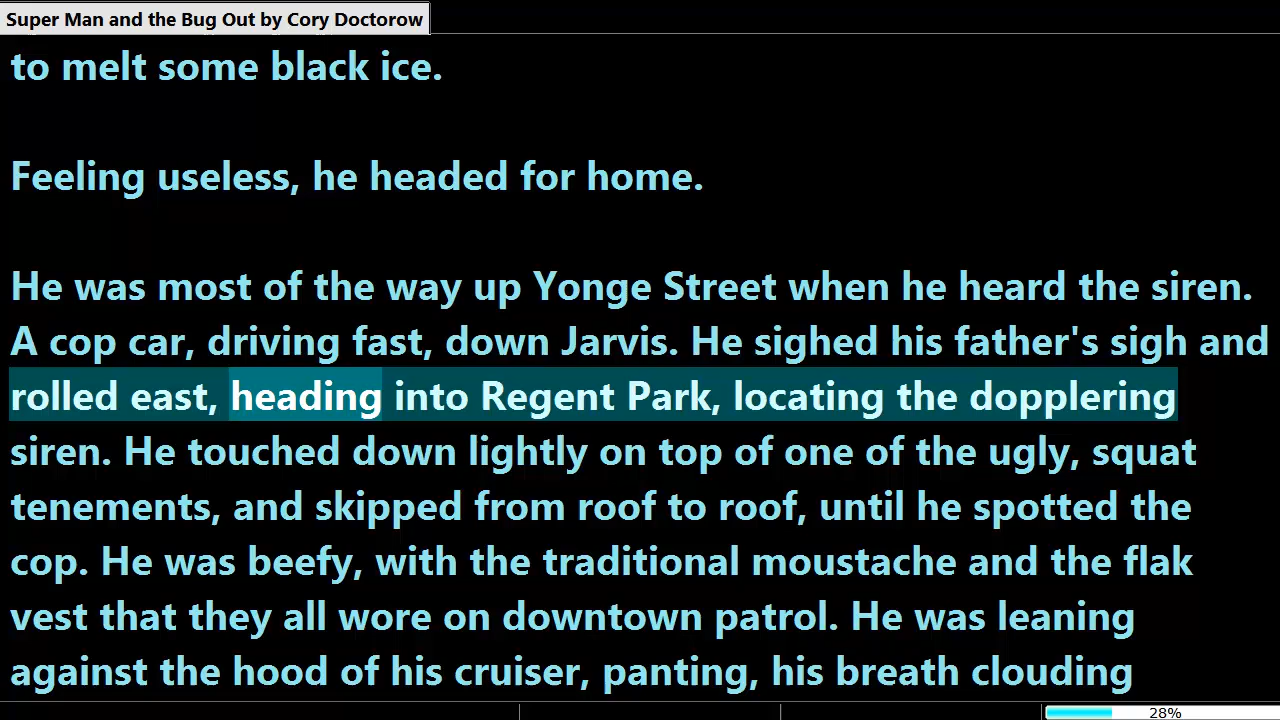 Super Man and the Bug Out by Cory Doctorow
to melt some black ice.
Feeling useless, he headed for home.
He was most of the way up Yonge Street when he heard the siren.
A cop car, driving fast, down Jarvis. He sighed his father's sigh and
rolled east, heading into Regent Park, locating the dopplering
siren. He touched down lightly on top of one of the ugly, squat
tenements, and skipped from roof to roof, until he spotted the
cop. He was beefy, with the traditional moustache and the flak
vest that they all wore on downtown patrol. He was leaning
against the hood of his cruiser, panting, his breath clouding
28%